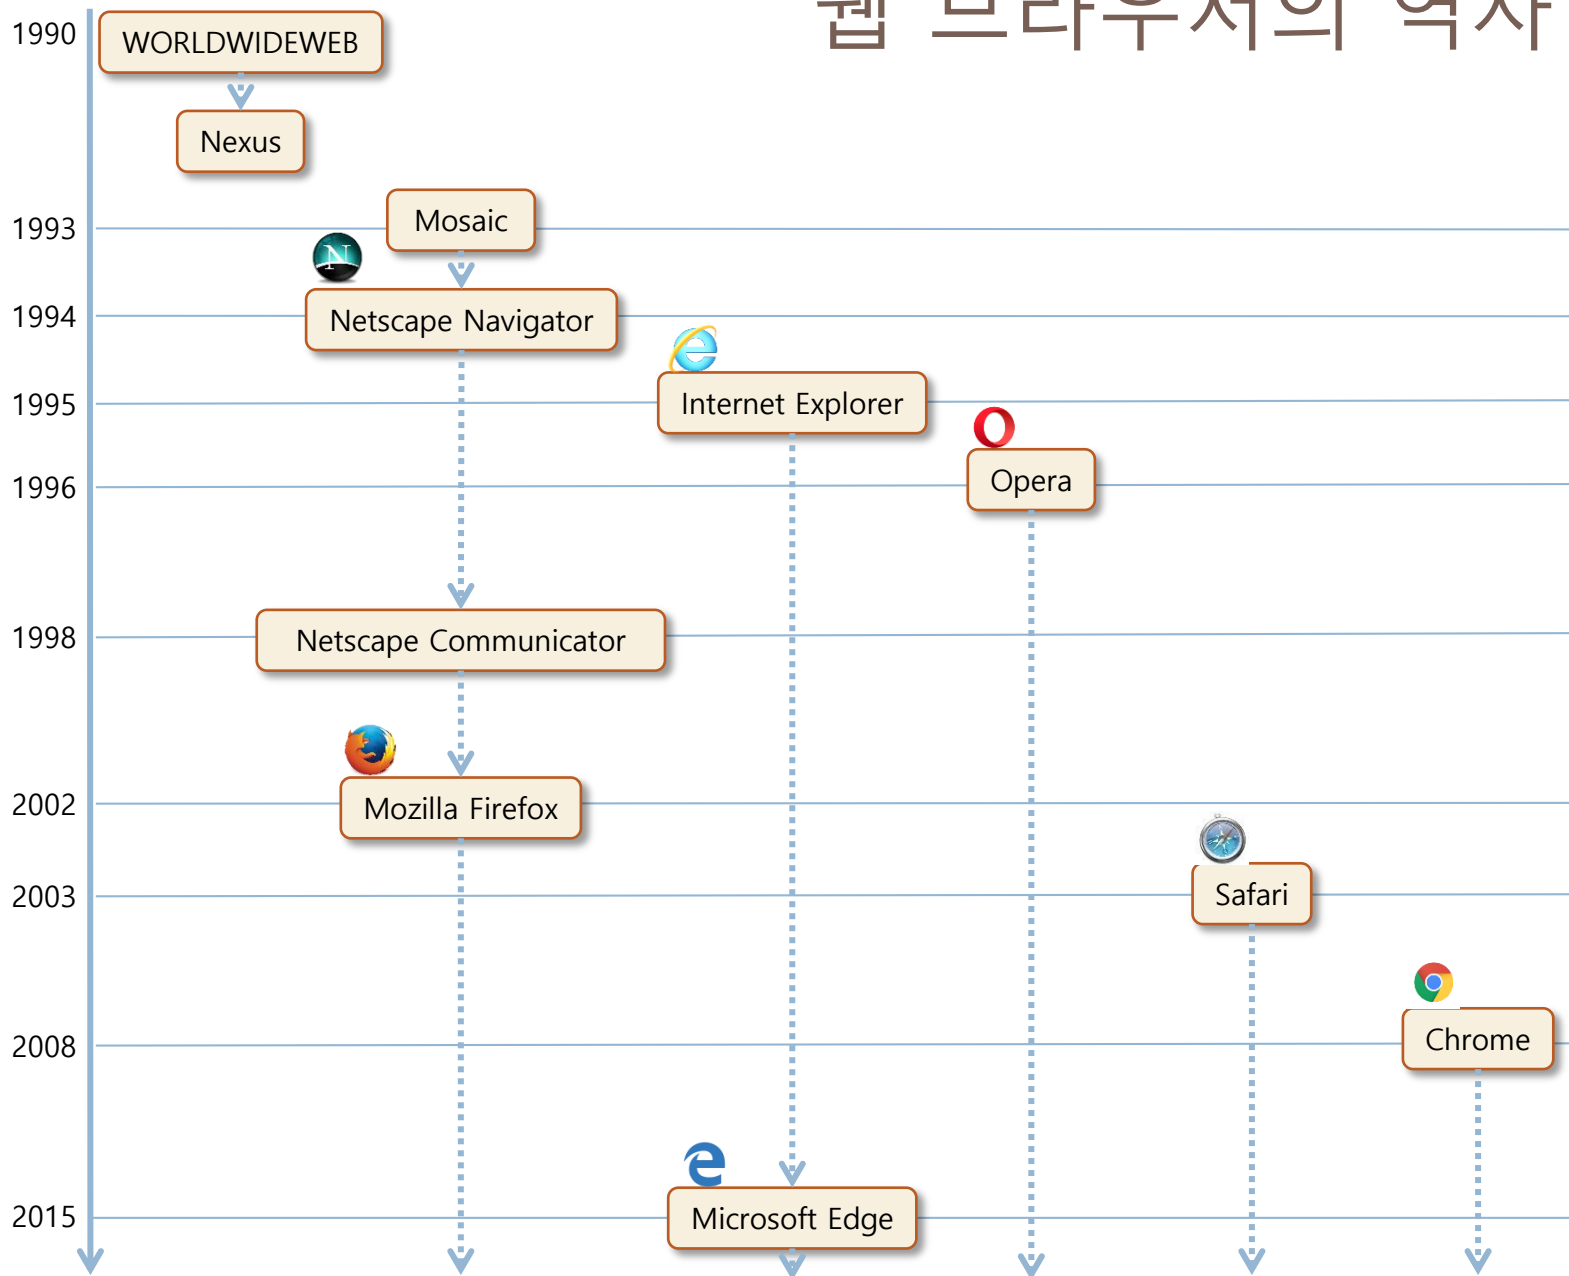 웹 브라우저의 역사
1990
WORLDWIDEWEB
Nexus
1993
Mosaic
1994
Netscape Navigator
1995
Internet Explorer
1996
Opera
1998
Netscape Communicator
2002
Mozilla Firefox
2003
Safari
2008
Chrome
2015
Microsoft Edge